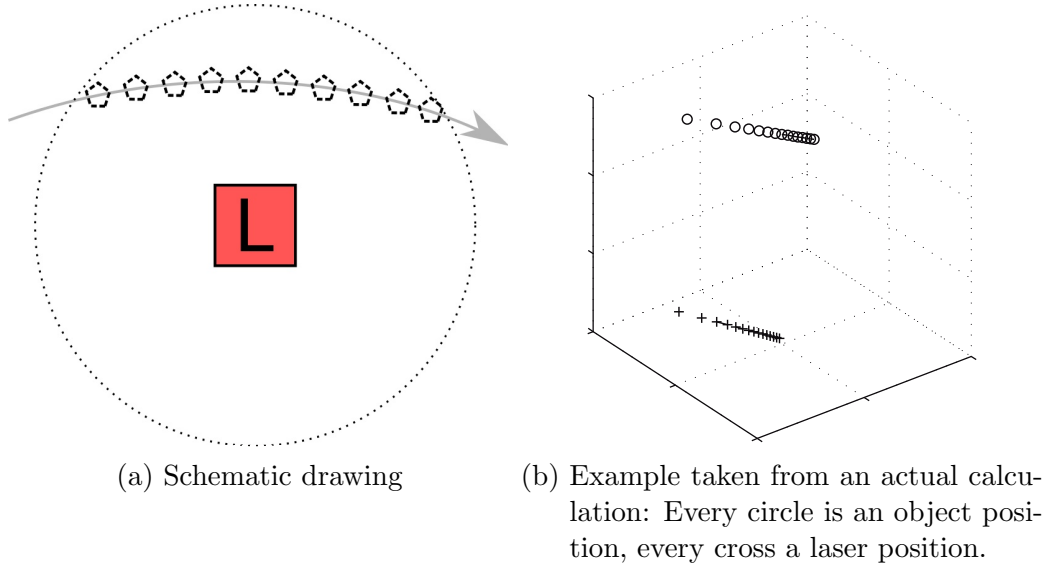 L
(a) Schematic drawing
(b) Example taken from an actual calcu-
lation: Every circle is an object posi-
tion, every cross a laser position.